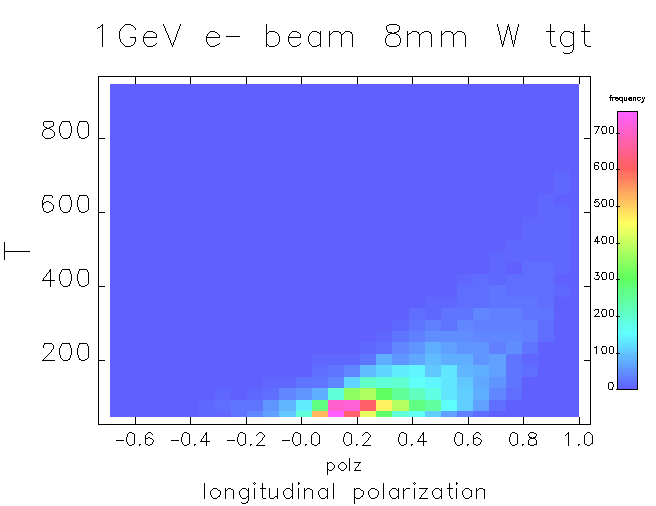 1GeV e- beam 8mm W tgt
frequency
700
600
500
400
300
200
100
0
T
800
600
400
200
-0.6 -0.4 -0.2 -0.0 0.2 0.4 0.6 0.8 1.0
polz
longitudinal polarization